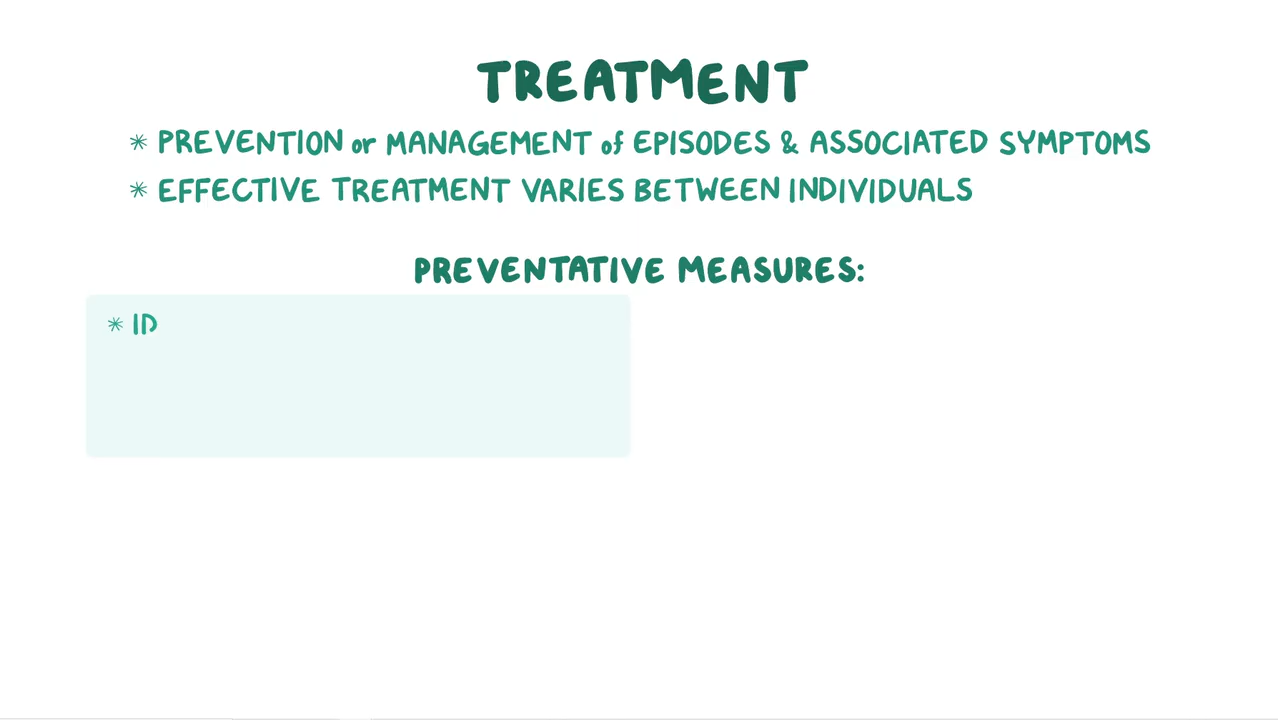 TREATMENT
* PREVENTION or MANAGEMENT of EPISODES & ASSOCIATED SYMPTOMS
* EFFECTIVE TREATMENT VARIES BETWEEN INDIVIDUALS
PREVENTATIVE MEASURES:
* ID